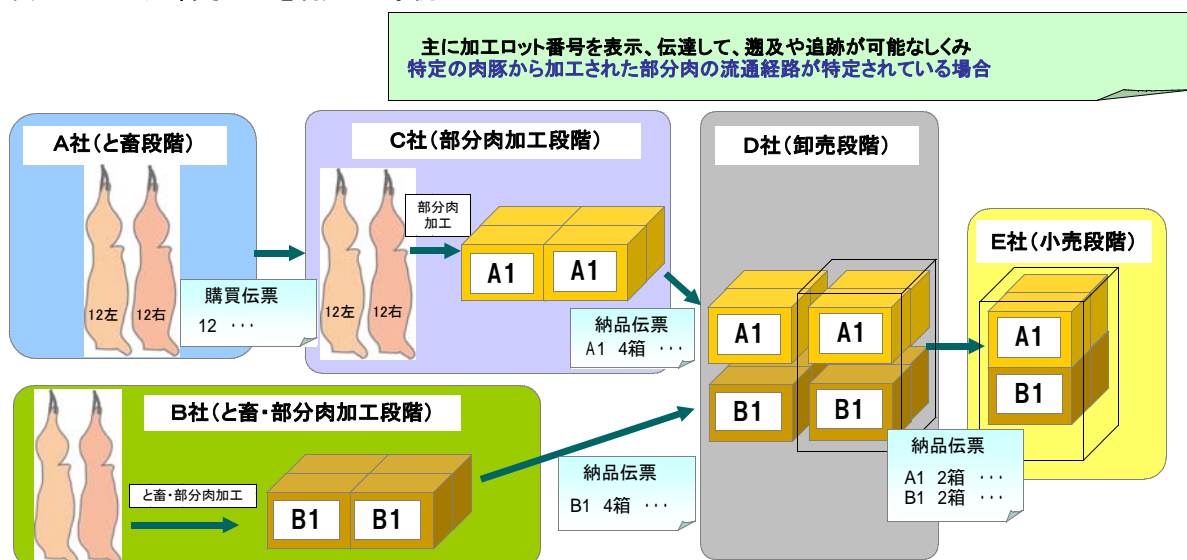 主に加工ロット番号を表示、伝達して、遡及や追跡が可能なしくみ
特定の肉豚から加工された部分肉の流通経路が特定されている場合
A社(と畜段階)
12左
12右
購買伝票
12 ･･･
C社(部分肉加工段階)
12左
12右
部分肉
加工
A1
A1
納品伝票
A1 4箱 ･･･
B社(と畜・部分肉加工段階)
と畜・部分肉加工
B1
B1
納品伝票
B1 4箱 ･･･
D社(卸売段階)
A1
A1
B1
B1
納品伝票
A1 2箱 ･･･
B1 2箱 ･･･
E社(小売段階)
A1
B1